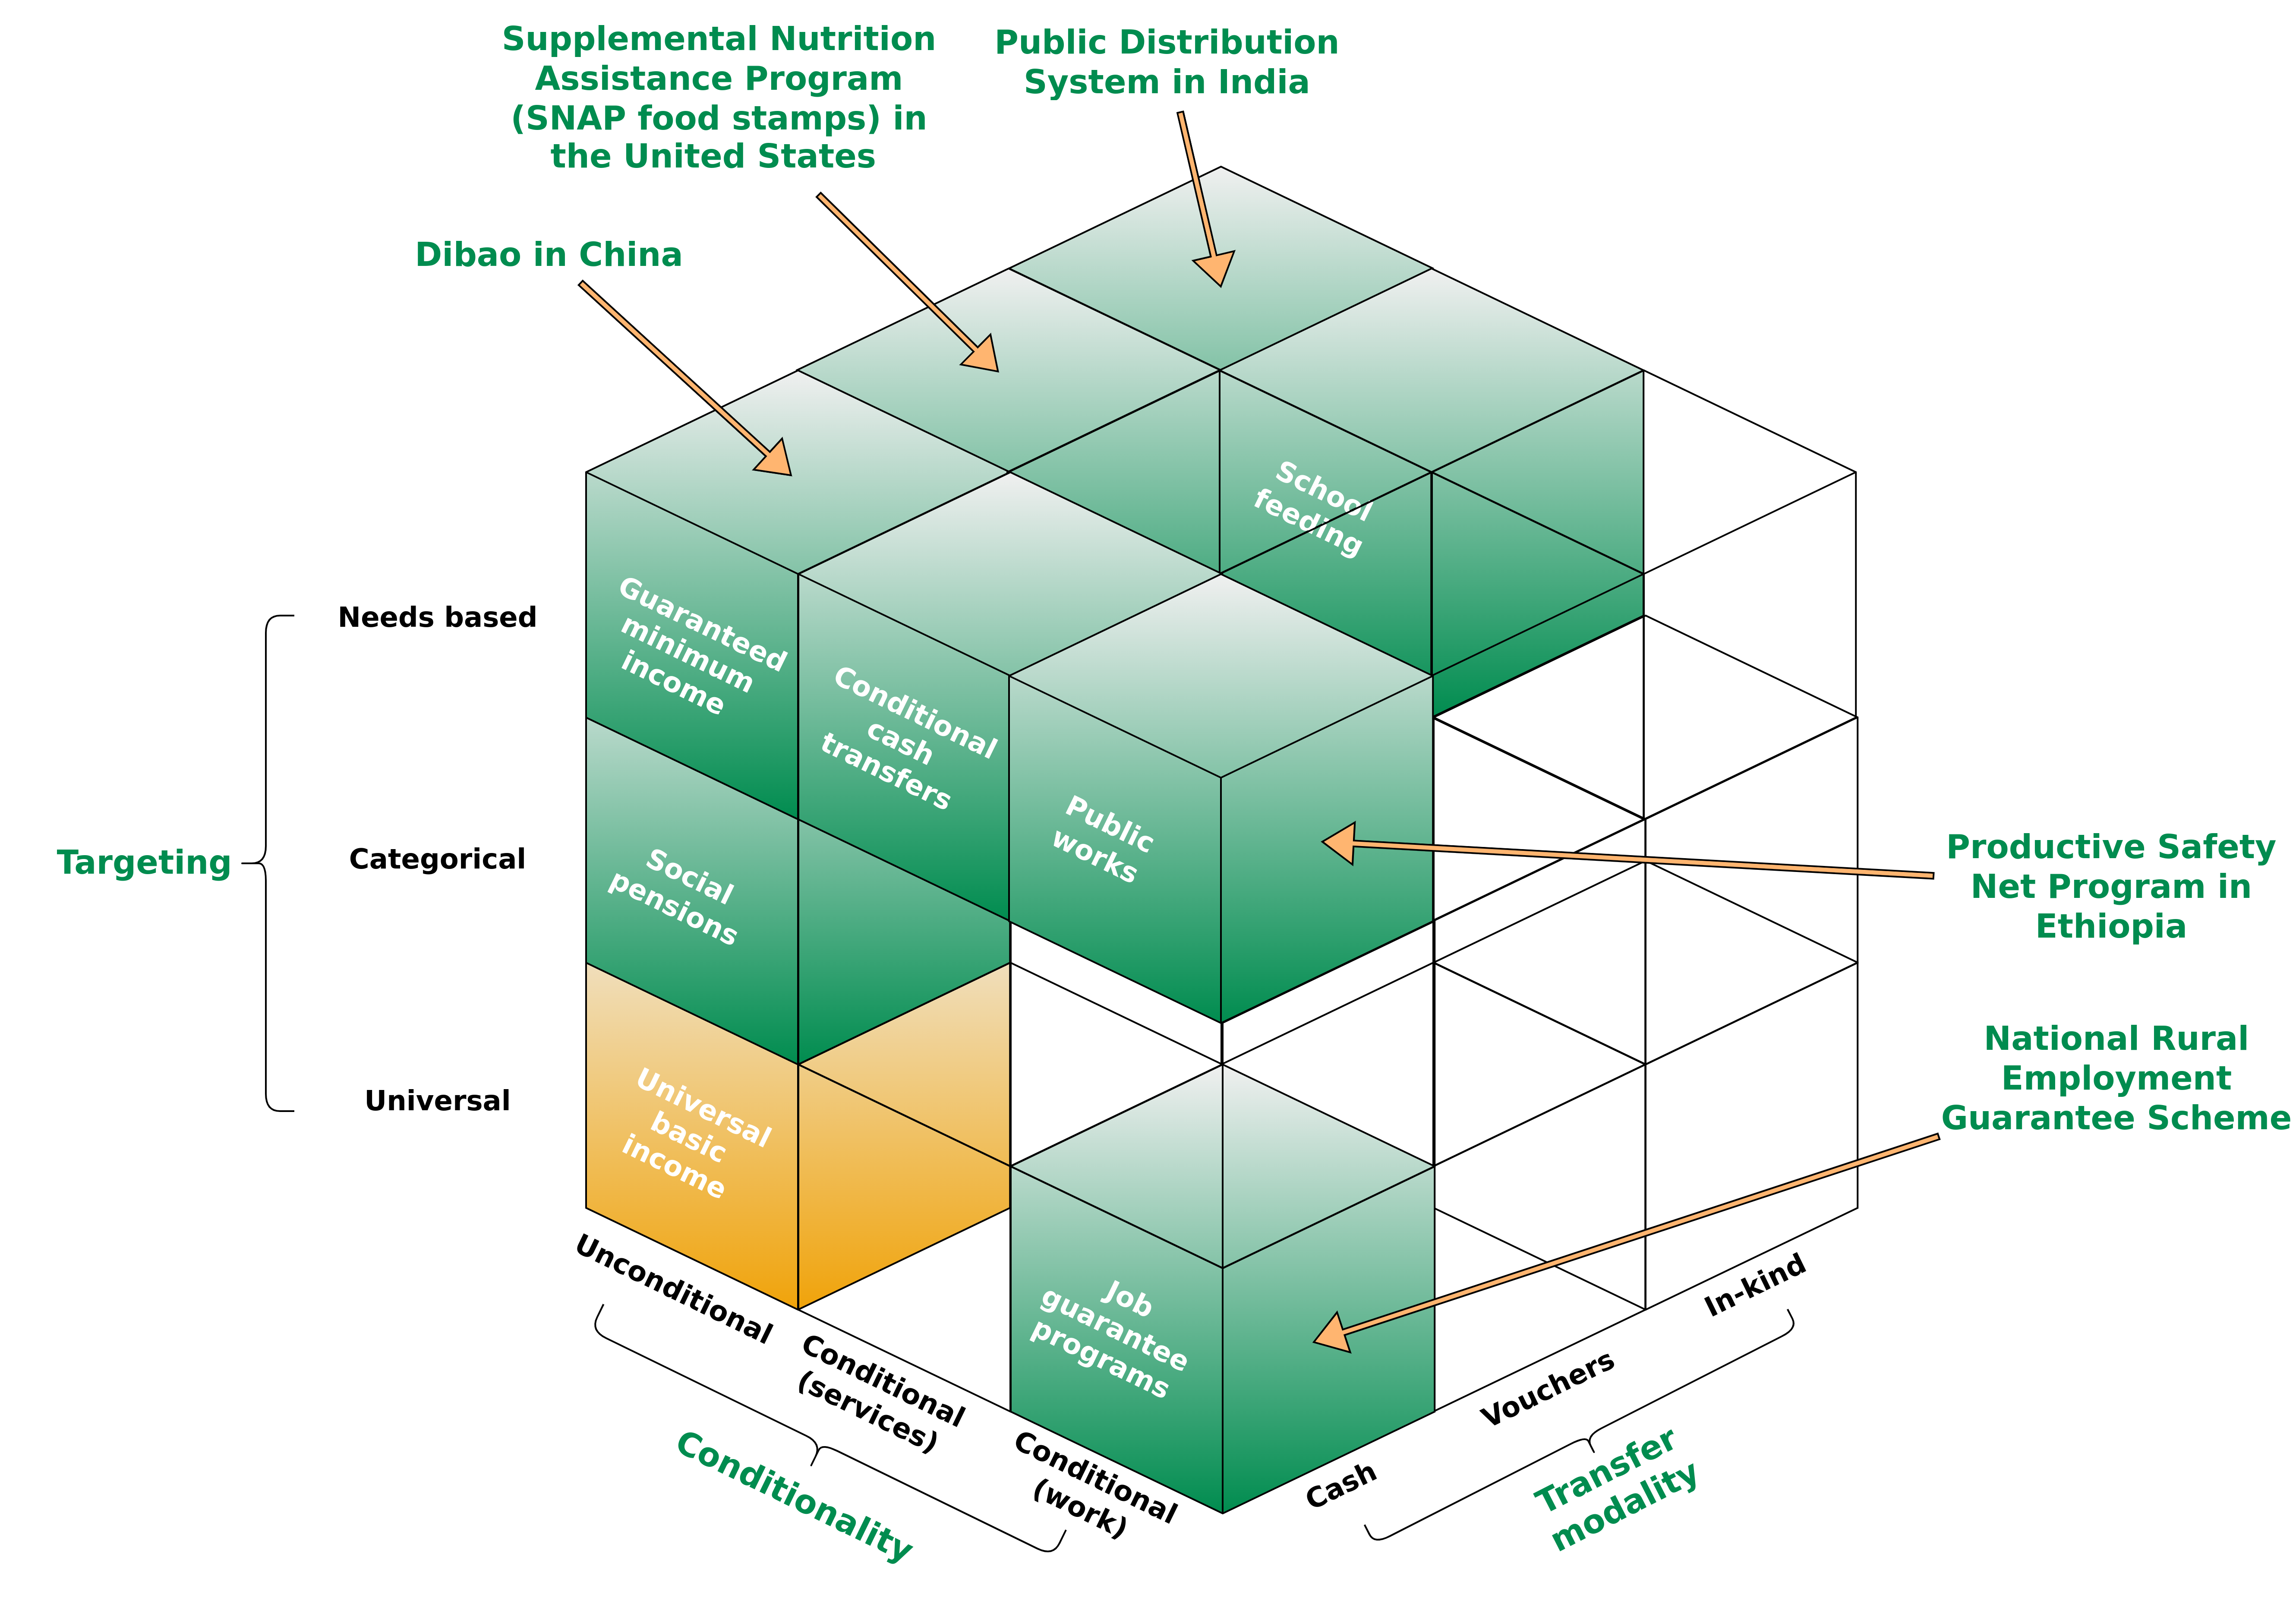 Supplemental Nutrition
Assistance Program
(SNAP food stamps) in
the United States
Public Distribution
System in India
Dibao in China
School
feeding
Guaranteed
minimum
income
Conditional
cash
transfers
Public
works
Social
pensions
Universal
basic
income
Job
guarantee
programs
Targeting
Needs based
Categorical
Universal
Productive Safety
Net Program in
Ethiopia
National Rural
Employment
Guarantee Scheme
Unconditional
Conditional
(services)
Conditional
(work)
Conditionality
Cash
Vouchers
In-kind
Transfer
modality